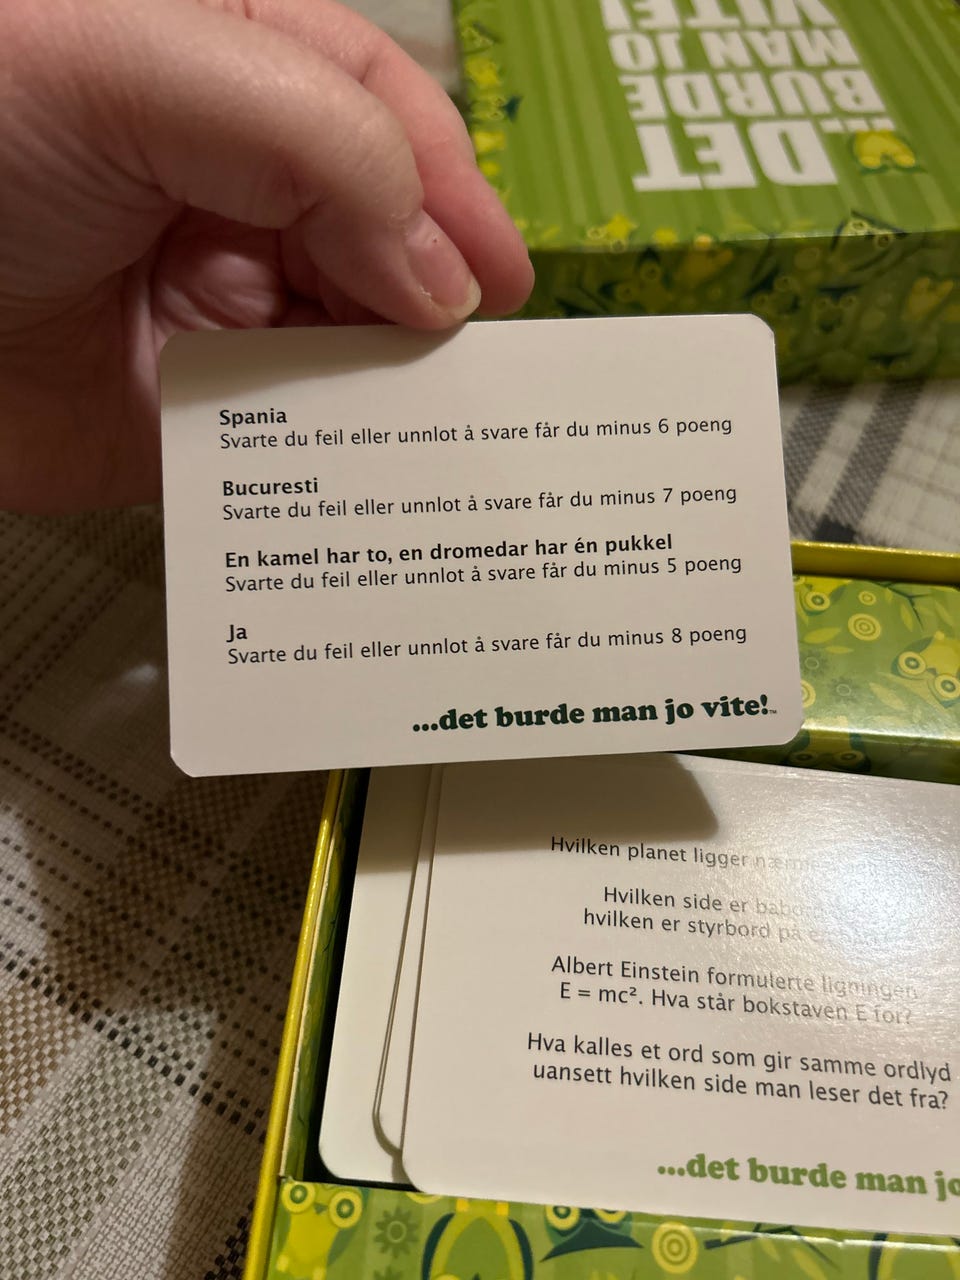 ...DET
BURDE
MAN JO
VITE!
Spania
Svarte du feil eller unnlot å svare får du minus 6 poeng
Bucuresti
Svarte du feil eller unnlot å svare får du minus 7 poeng
En kamel har to, en dromedar har én pukkel
Svarte du feil eller unnlot å svare får du minus 5 poeng
Ja
Svarte du feil eller unnlot å svare får du minus 8 poeng
...det burde man jo vite!™
Hvilken planet ligger
Hvilken side er
hvilken er styrbord på
Albert Einstein formulerte ligningen
E = mc². Hva står bokstaven E for?
Hva kalles et ord som gir samme ordlyd
uansett hvilken side man leser det fra?
...det burde man jo